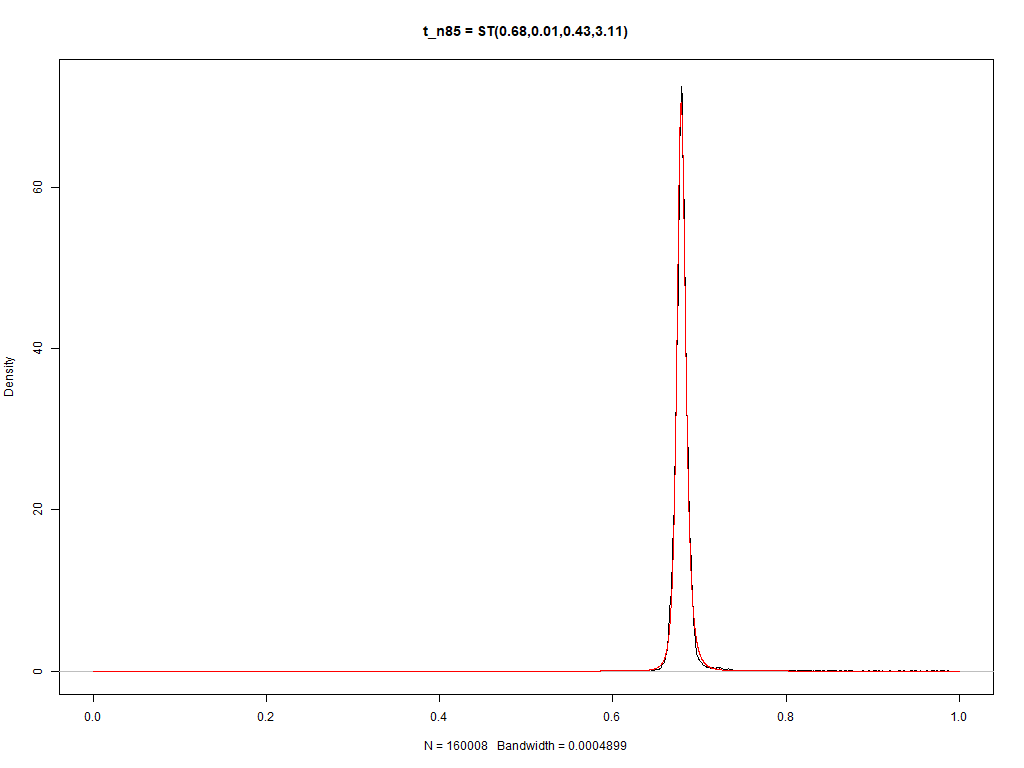 t_n85 = ST(0.68,0.01,0.43,3.11)
Density
60
40
20
0
0.0 0.2 0.4 0.6 0.8 1.0
N = 160008 Bandwidth = 0.0004899